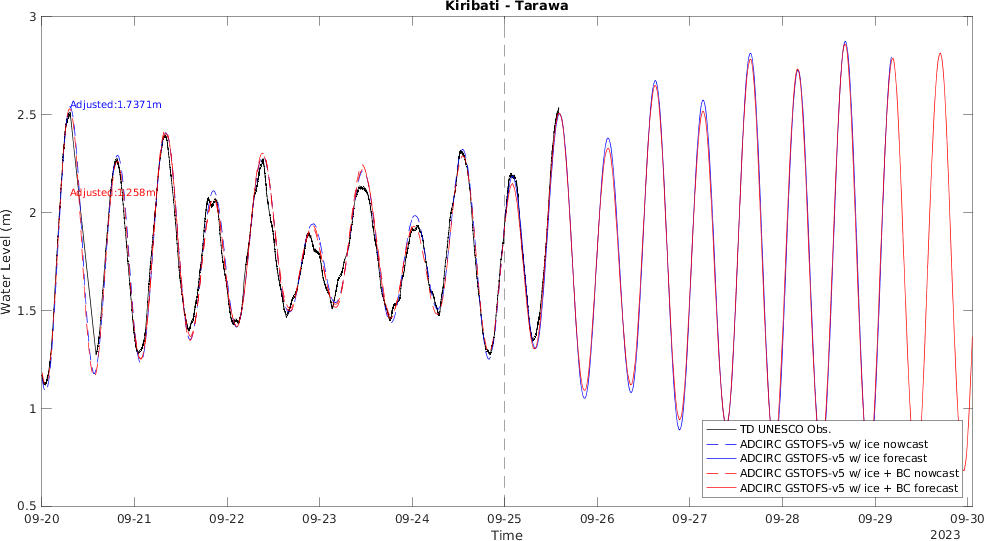 Kiribati - Tarawa
3
2.5
2
1.5
1
0.5
Water Level (m)
Adjusted:1.7371m
09-20
09-21
09-22
09-23
09-24
09-25
09-26
09-27
09-28
09-29
09-30
2023
Time
TD UNESCO Obs.
ADCIRC GSTOFS-v5 w/ ice nowcast
ADCIRC GSTOFS-v5 w/ ice forecast
ADCIRC GSTOFS-v5 w/ ice + BC nowcast
ADCIRC GSTOFS-v5 w/ ice + BC forecast